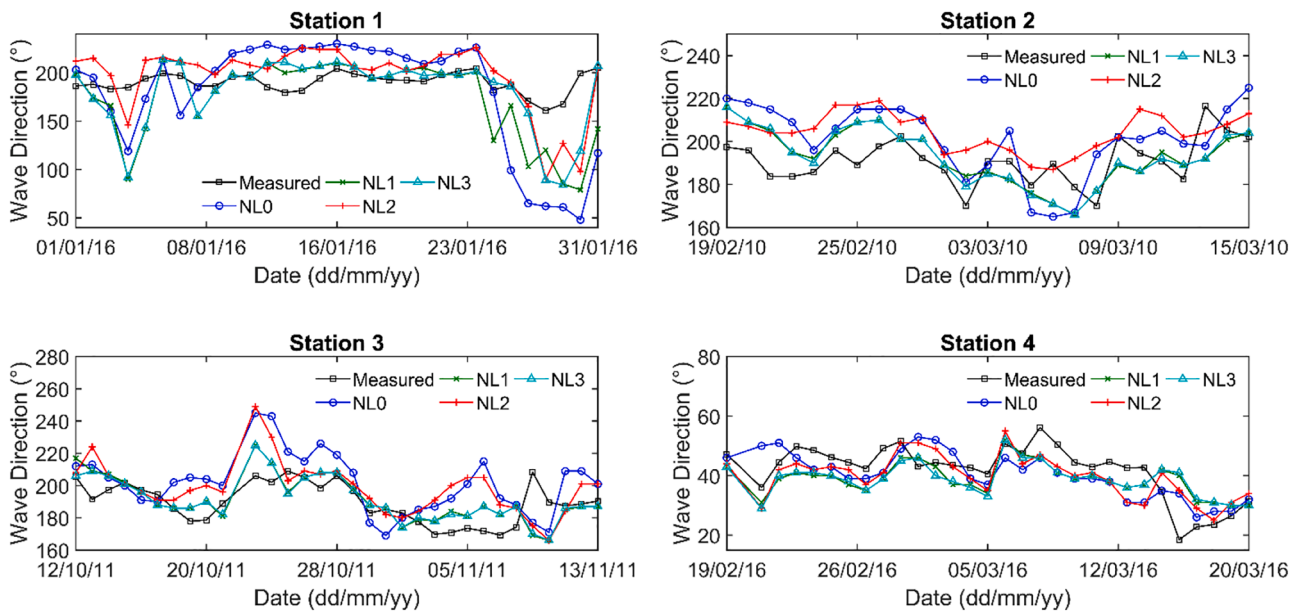 Station 1
Wave Direction (°)
200
150
100
50
Measured NL1 NL3
NL0 NL2
01/01/16 08/01/16 16/01/16 23/01/16 31/01/16
Date (dd/mm/yy)
Station 2
Wave Direction (°)
240
220
200
180
160
Measured NL1 NL3
NL0 NL2
19/02/10 25/02/10 03/03/10 09/03/10 15/03/10
Date (dd/mm/yy)
Station 3
Wave Direction (°)
280
260
240
220
200
180
160
Measured NL1 NL3
NL0 NL2
12/10/11 20/10/11 28/10/11 05/11/11 13/11/11
Date (dd/mm/yy)
Station 4
Wave Direction (°)
80
60
40
20
Measured NL1 NL3
NL0 NL2
19/02/16 26/02/16 05/03/16 12/03/16 20/03/16
Date (dd/mm/yy)